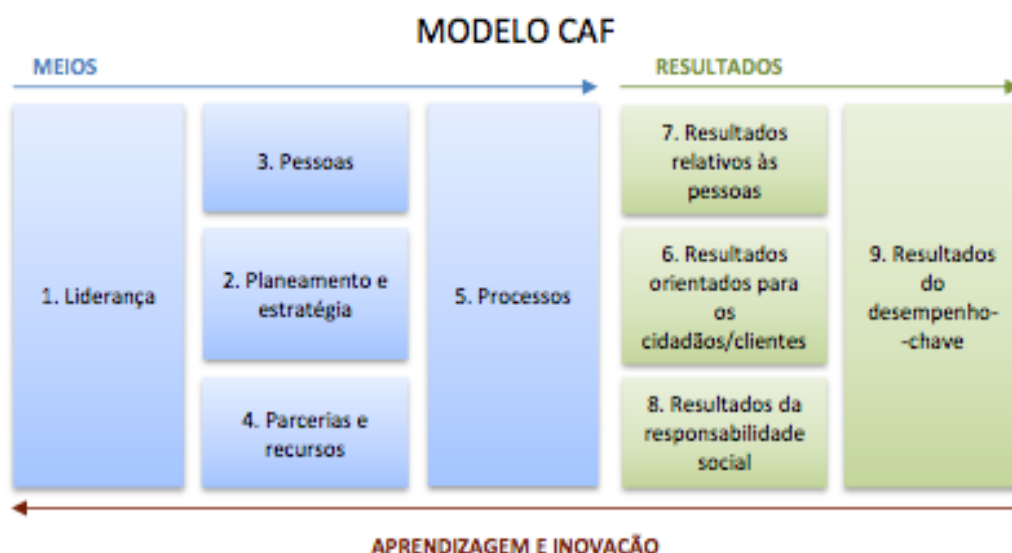 MODELO CAF
MEIOS
RESULTADOS
1. Liderança
3. Pessoas
2. Planeamento e
estratégia
4. Parcerias e
recursos
5. Processos
7. Resultados
relativos às
pessoas
6. Resultados
orientados para
os
cidadãos/clientes
8. Resultados da
responsabilidade
social
9. Resultados
do
desempenho-
-chave
APRENDIZAGEM E INOVAÇÃO